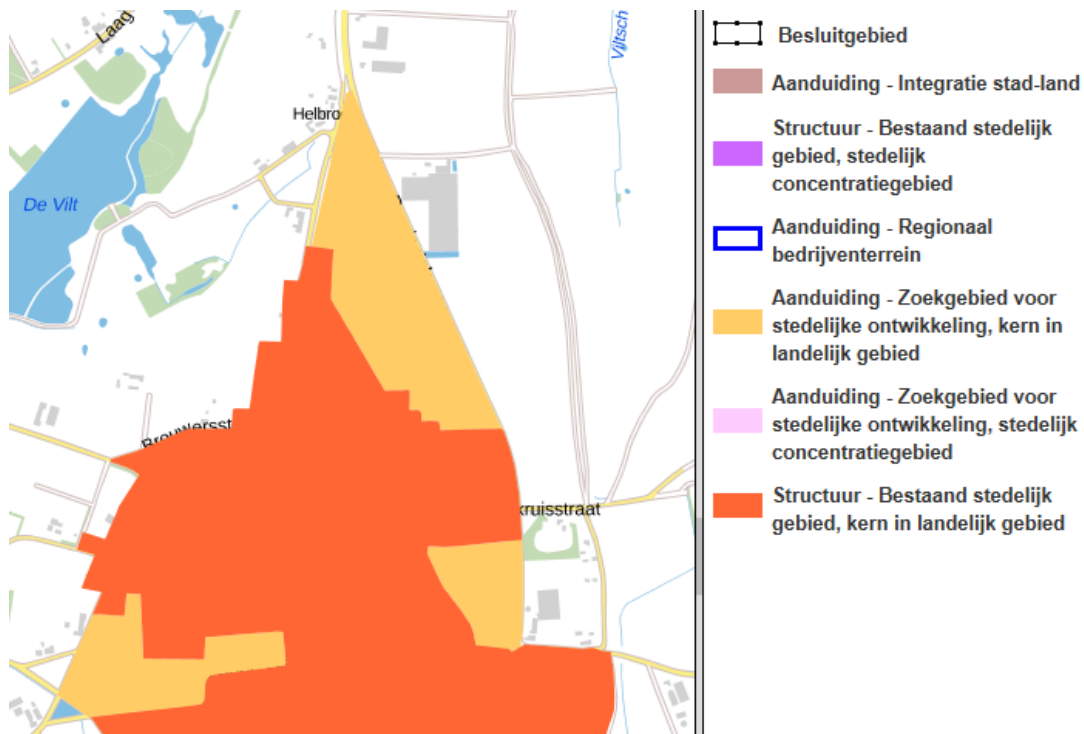 Laag
Viltsch
Helbro
De Vilt
Brouwersst
kruisstraat
Besluitgebied
Aanduiding - Integratie stad-land
Structuur - Bestaand stedelijk
gebied, stedelijk
concentratiegebied
Aanduiding - Regionaal
bedrijventerrein
Aanduiding - Zoekgebied voor
stedelijke ontwikkeling, kern in
landelijk gebied
Aanduiding - Zoekgebied voor
stedelijke ontwikkeling, stedelijk
concentratiegebied
Structuur - Bestaand stedelijk
gebied, kern in landelijk gebied